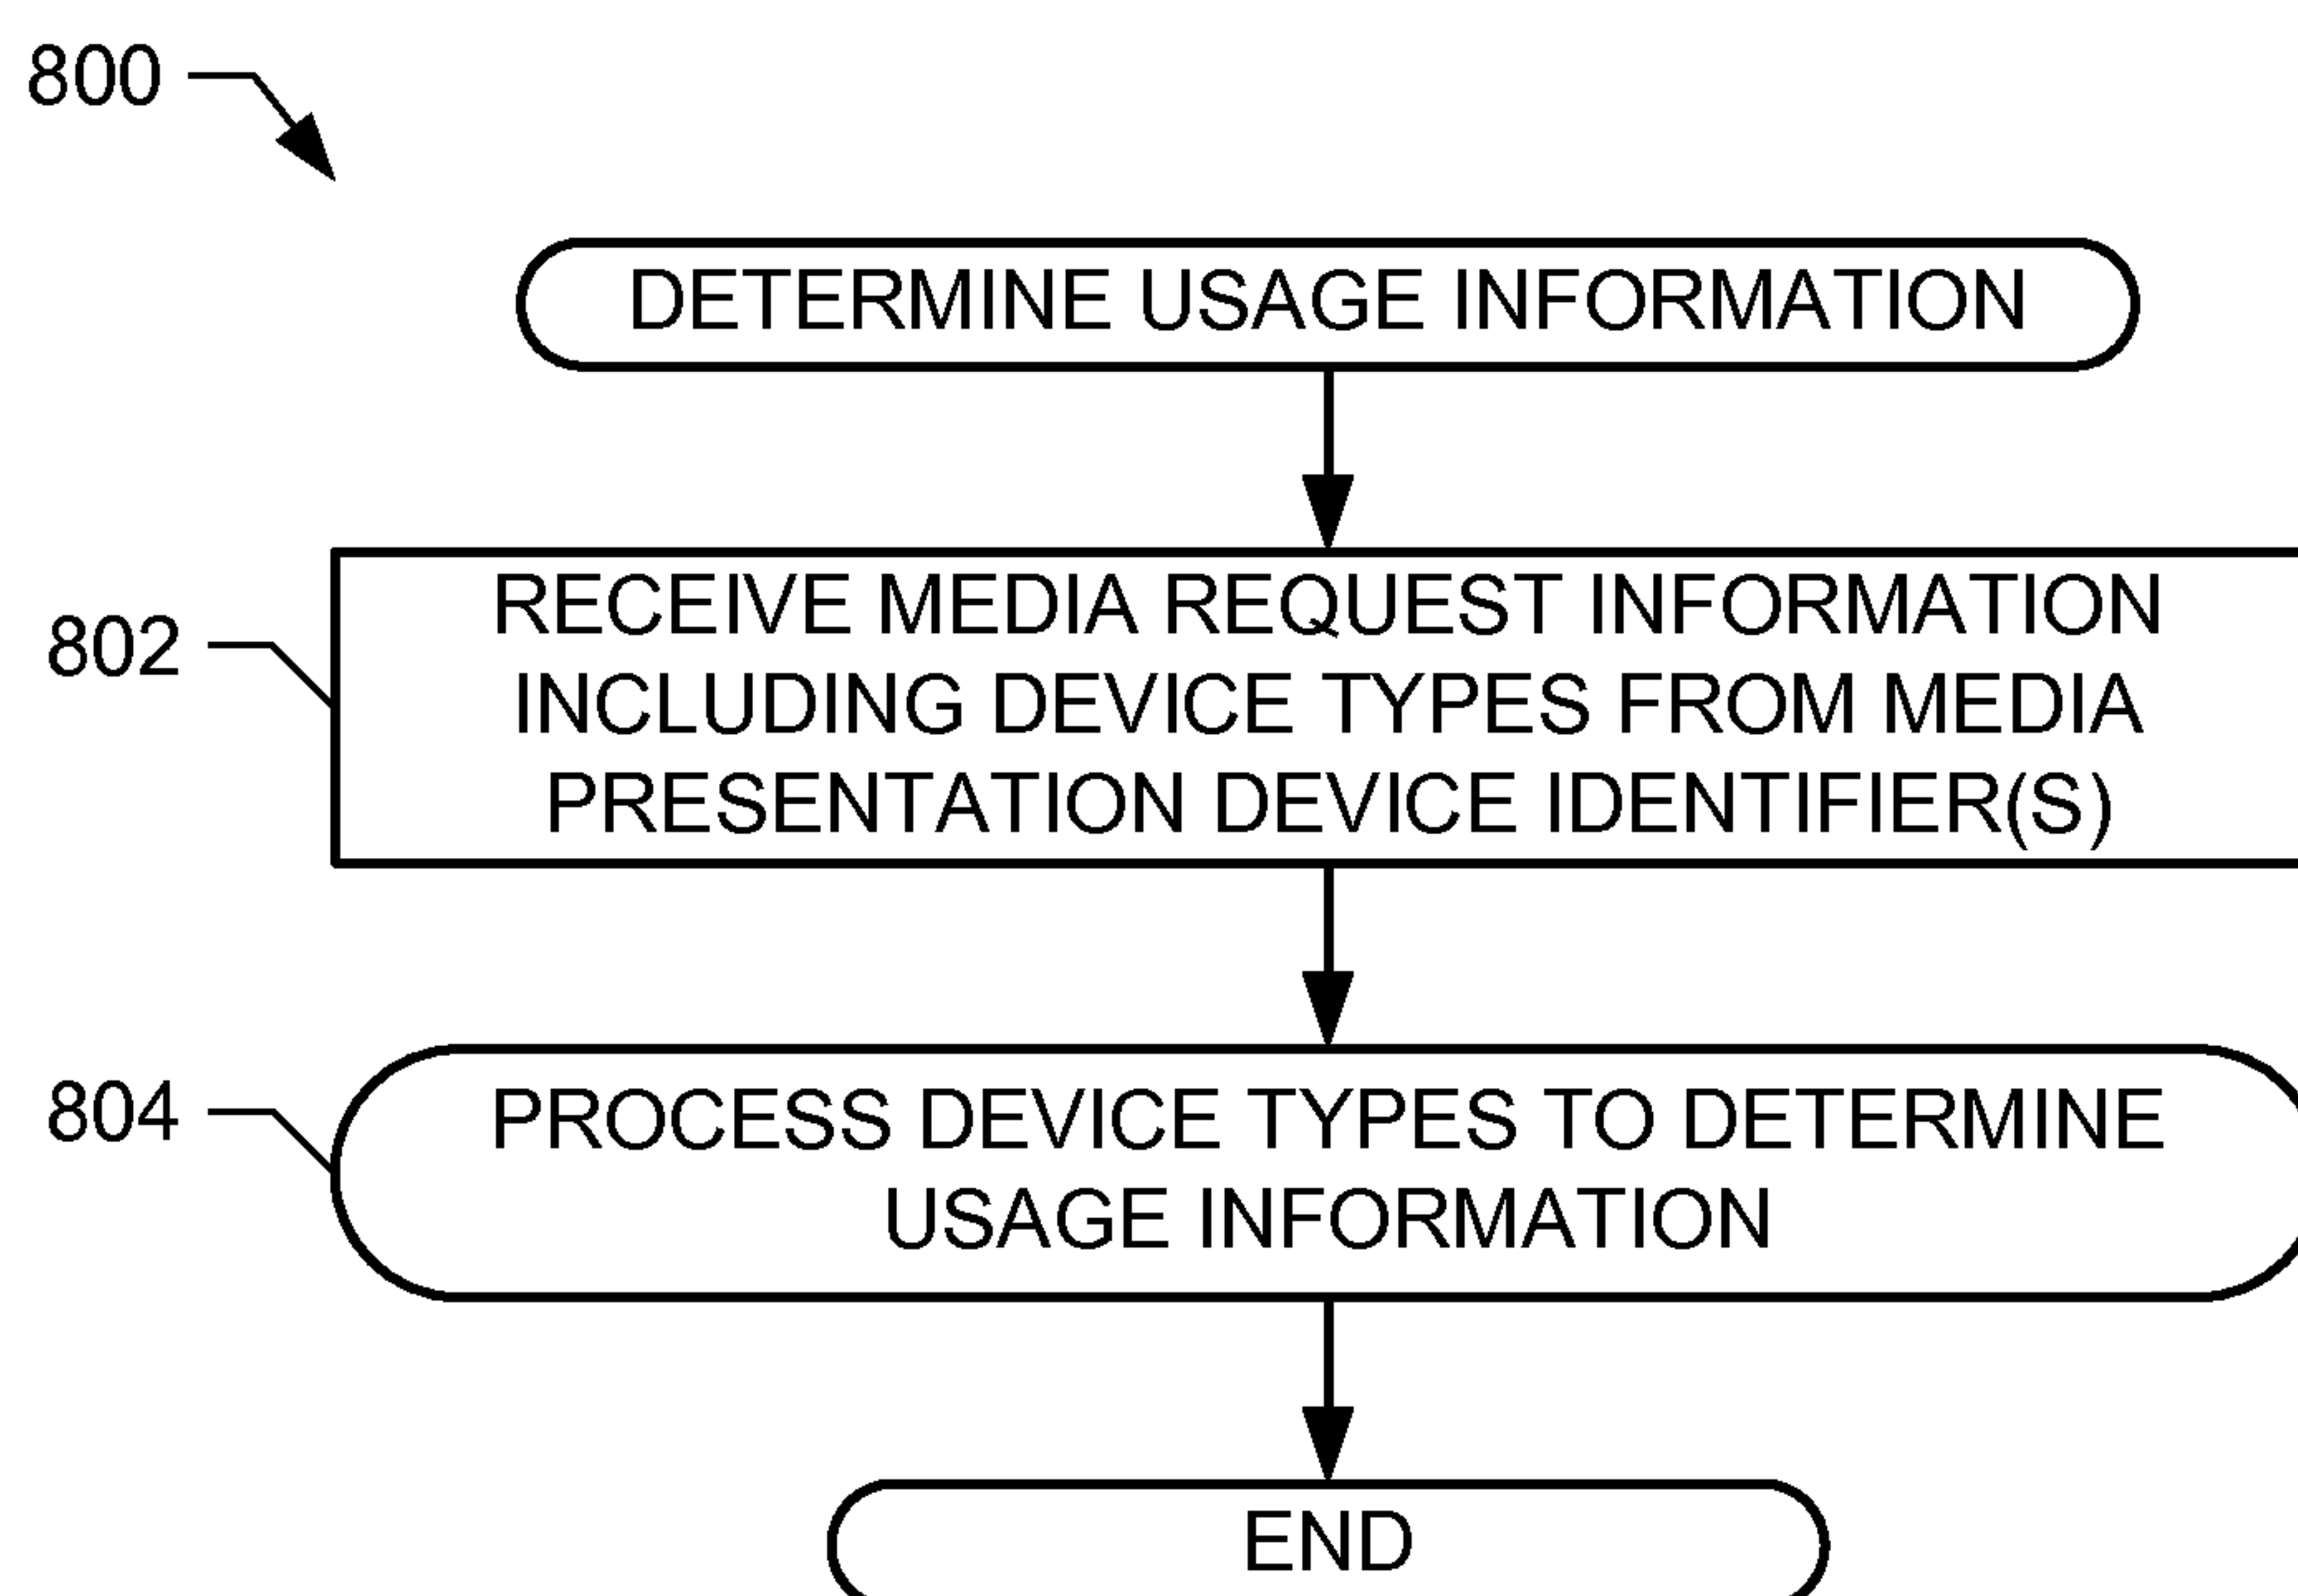 800
DETERMINE USAGE INFORMATION
802
RECEIVE MEDIA REQUEST INFORMATION
INCLUDING DEVICE TYPES FROM MEDIA
PRESENTATION DEVICE IDENTIFIER(S)
804
PROCESS DEVICE TYPES TO DETERMINE
USAGE INFORMATION
END